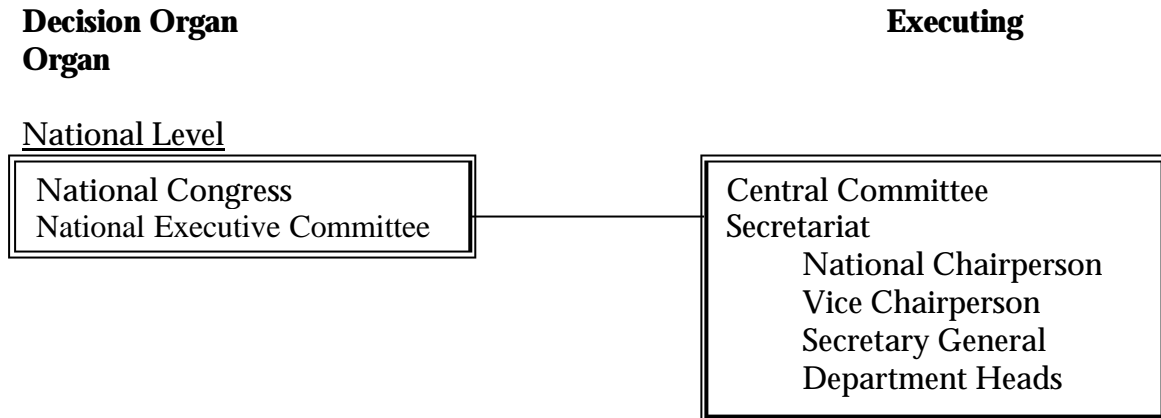 Decision Organ Executing
Organ
National Level
National Congress
National Executive Committee
Central Committee
Secretariat
National Chairperson
Vice Chairperson
Secretary General
Department Heads